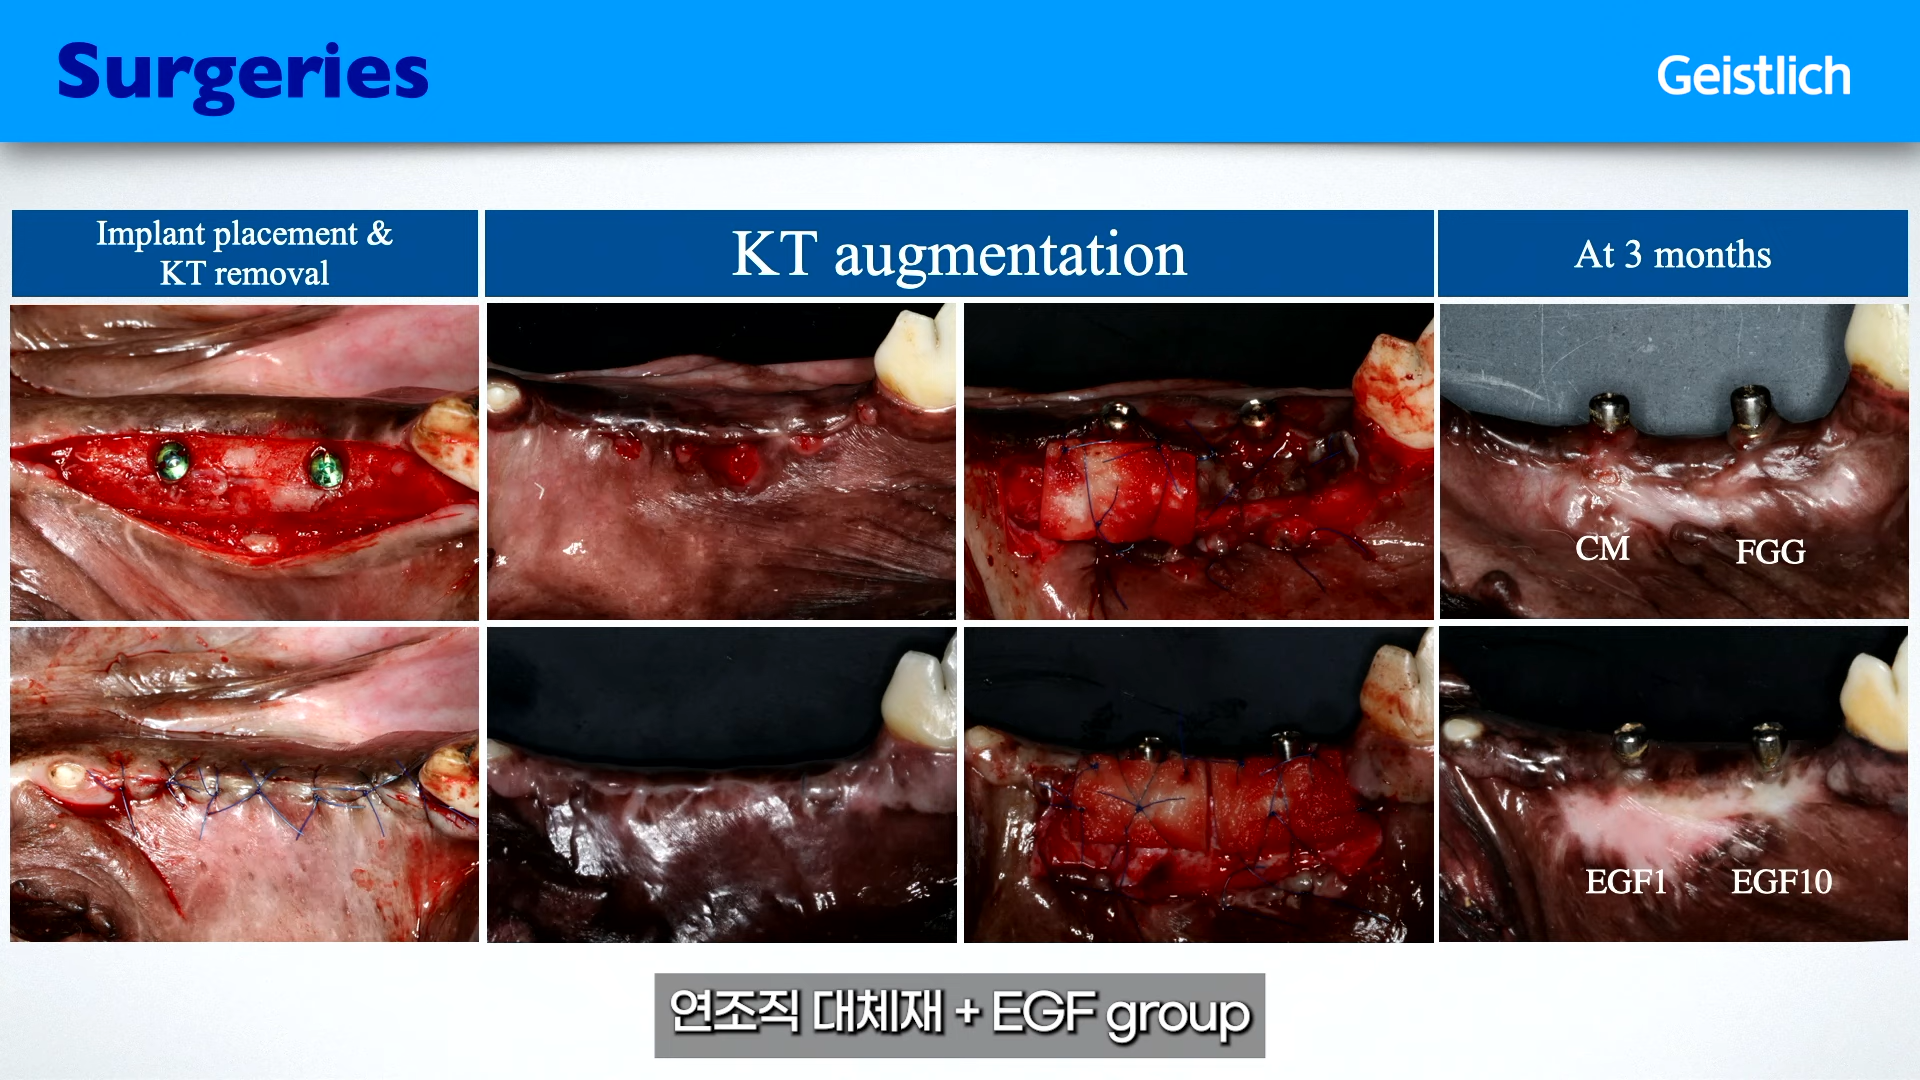 Surgeries
Geistlich
Implant placement &
KT removal
KT augmentation
At 3 months
CM
FGG
EGF1
EGF10
연조직 대체재 + EGF group